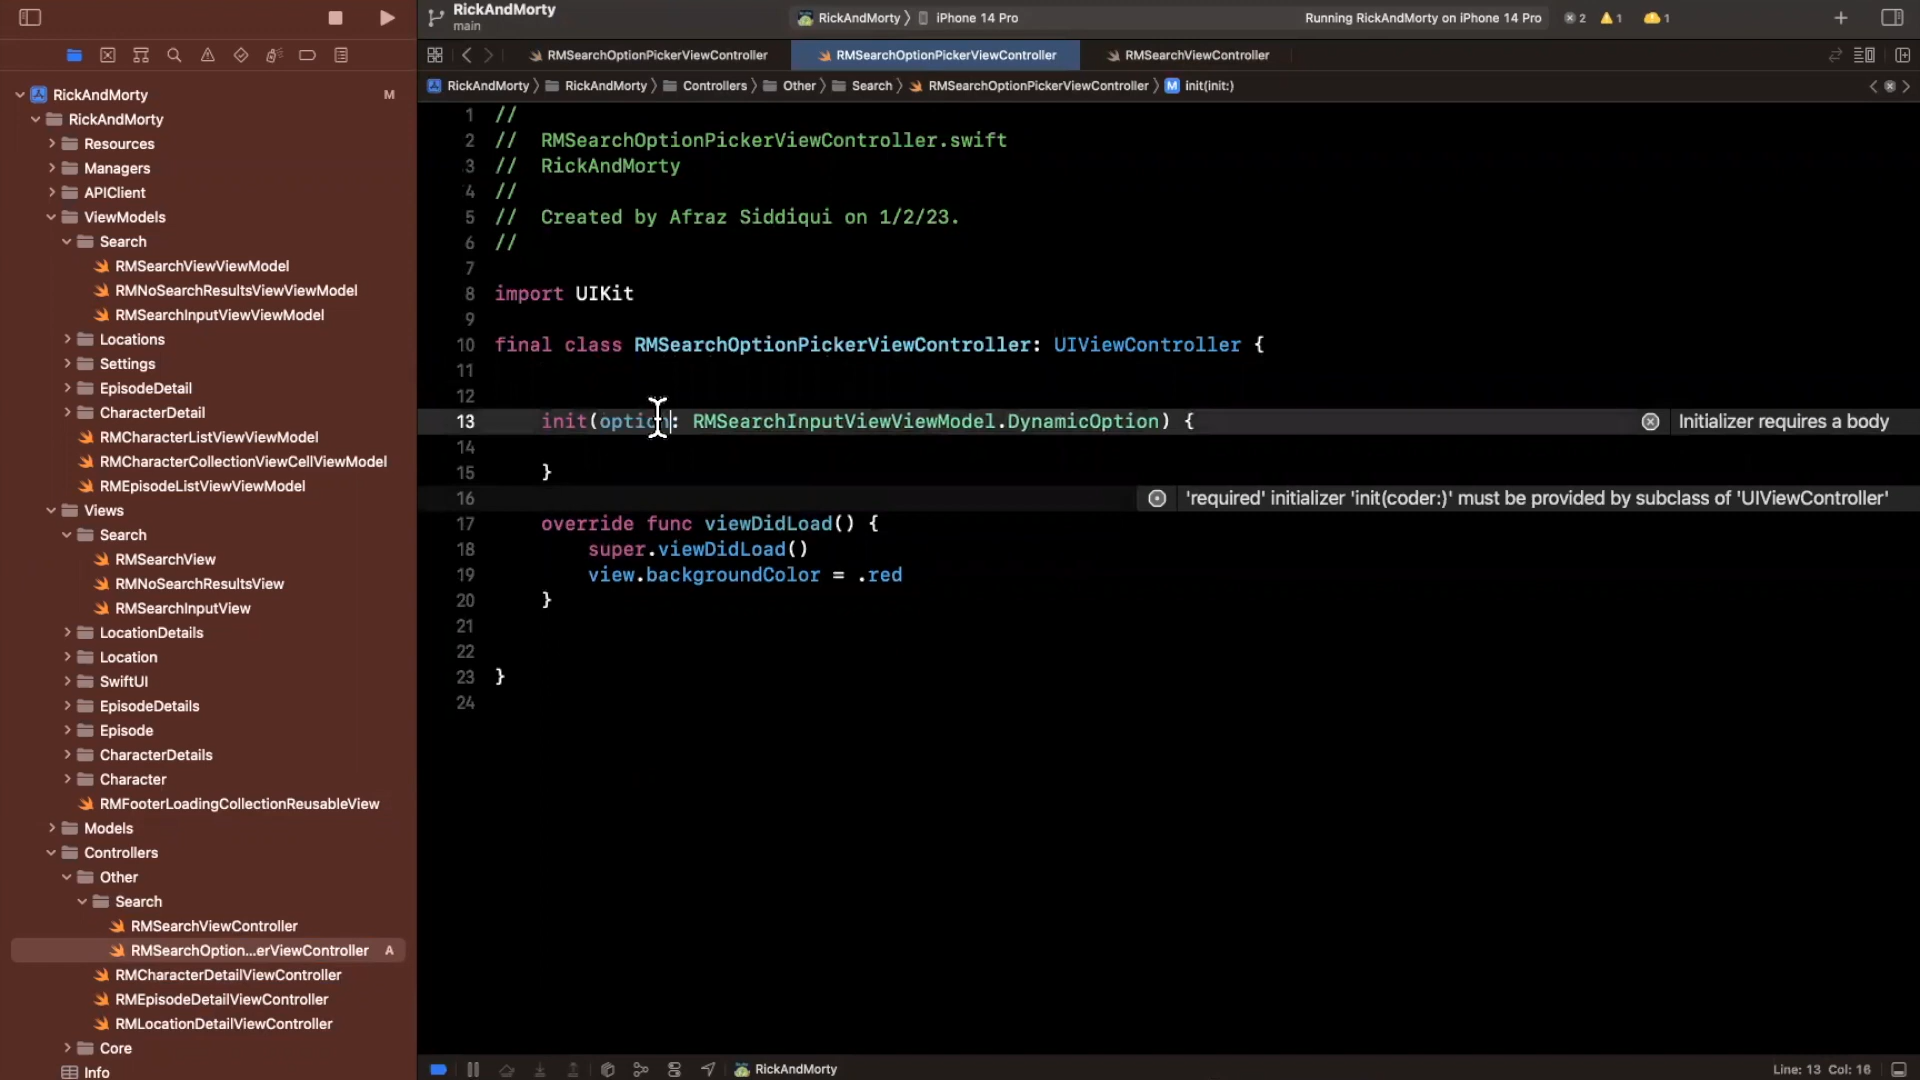 RickAndMorty
main
RickAndMorty
iPhone 14 Pro
Running RickAndMorty on iPhone 14 Pro
2
1
1
RMSearchOptionPickerViewController
RMSearchOptionPickerViewController
RMSearchViewController
RickAndMorty
RickAndMorty
Controllers
Other
Search
RMSearchOptionPickerViewController
M
init(init:)
RickAndMorty
M
RickAndMorty
Resources
Managers
APIClient
ViewModels
Search
RMSearchViewViewModel
RMNoSearchResultsViewViewModel
RMSearchInputViewViewModel
Locations
Settings
EpisodeDetail
CharacterDetail
RMCharacterListViewViewModel
RMCharacterCollectionViewCellViewModel
RMEpisodeListViewViewModel
Views
Search
RMSearchView
RMNoSearchResultsView
RMSearchInputView
LocationDetails
Location
SwiftUI
EpisodeDetails
Episode
CharacterDetails
Character
RMFooterLoadingCollectionReusableView
Models
Controllers
Other
Search
RMSearchViewController
RMSearchOption...erViewController
A
RMCharacterDetailViewController
RMEpisodeDetailViewController
RMLocationDetailViewController
Core
Info
1 //
2 // RMSearchOptionPickerViewController.swift
3 // RickAndMorty
4 //
5 // Created by Afraz Siddiqui on 1/2/23.
6 //
7
8 import UIKit
9
10 final class RMSearchOptionPickerViewController: UIViewController {
11
12
13 init(option: RMSearchInputViewViewModel.DynamicOption) {
Initializer requires a body
14
15 }
16
'required' initializer 'init(coder:)' must be provided by subclass of 'UIViewController'
17 override func viewDidLoad() {
18 super.viewDidLoad()
19 view.backgroundColor = .red
20 }
21
22
23 }
24
RickAndMorty
Line: 13 Col: 16